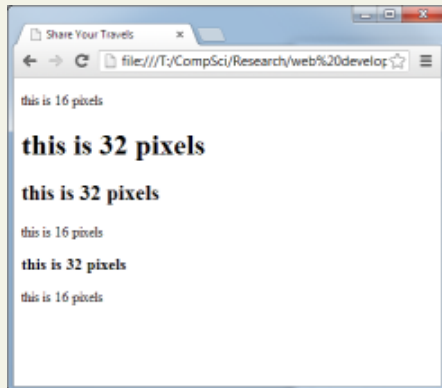 Share Your Travels
file:///T:/CompSci/Research/web%20develop
this is 16 pixels
this is 32 pixels
this is 32 pixels
this is 16 pixels
this is 32 pixels
this is 16 pixels